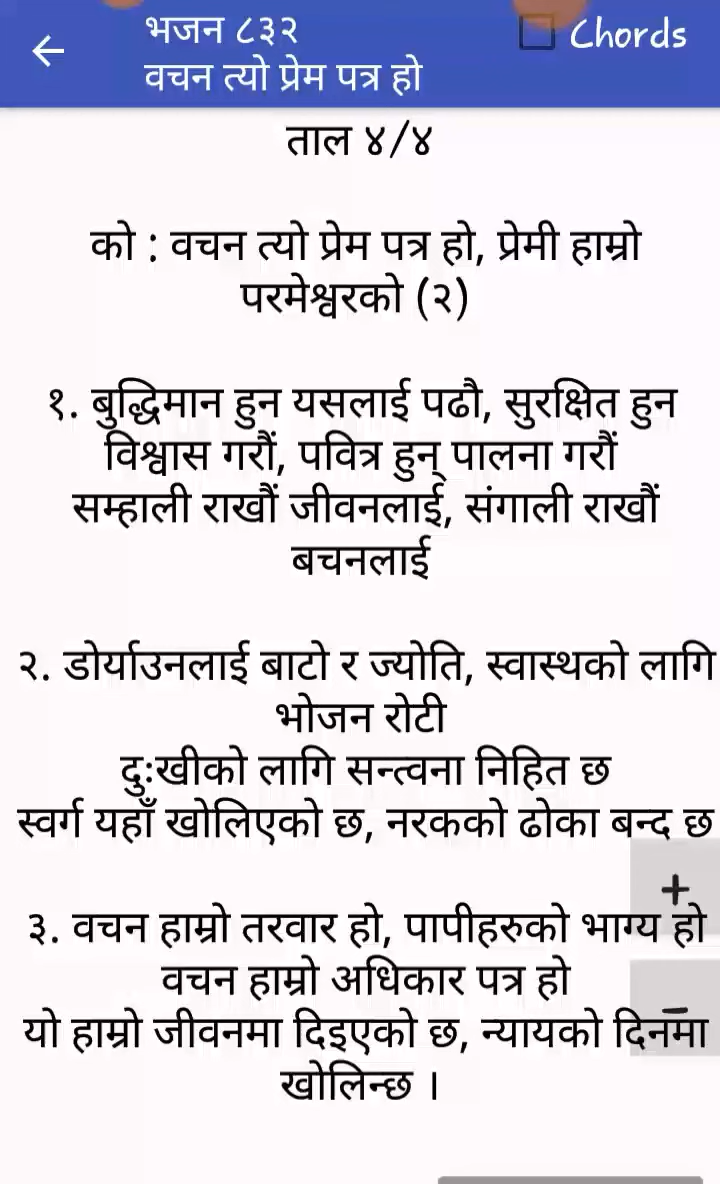 भजन ८३२
वचन त्यो प्रेम पत्र हो
Chords
ताल ४/४
को : वचन त्यो प्रेम पत्र हो, प्रेमी हाम्रो
परमेश्वरको (२)
१. बुद्धिमान हुन यसलाई पढौ, सुरक्षित हुन
विश्वास गरौं, पवित्र हुन् पालना गरौं
सम्हाली राखौं जीवनलाई, संगाली राखौं
बचनलाई
२. डोर्याउनलाई बाटो र ज्योति, स्वास्थको लागि
भोजन रोटी
दुःखीको लागि सन्त्वना निहित छ
स्वर्ग यहाँ खोलिएको छ, नरकको ढोका बन्द छ
३. वचन हाम्रो तरवार हो, पापीहरुको भाग्य हो
वचन हाम्रो अधिकार पत्र हो
यो हाम्रो जीवनमा दिइएको छ, न्यायको दिनमा
खोलिन्छ ।